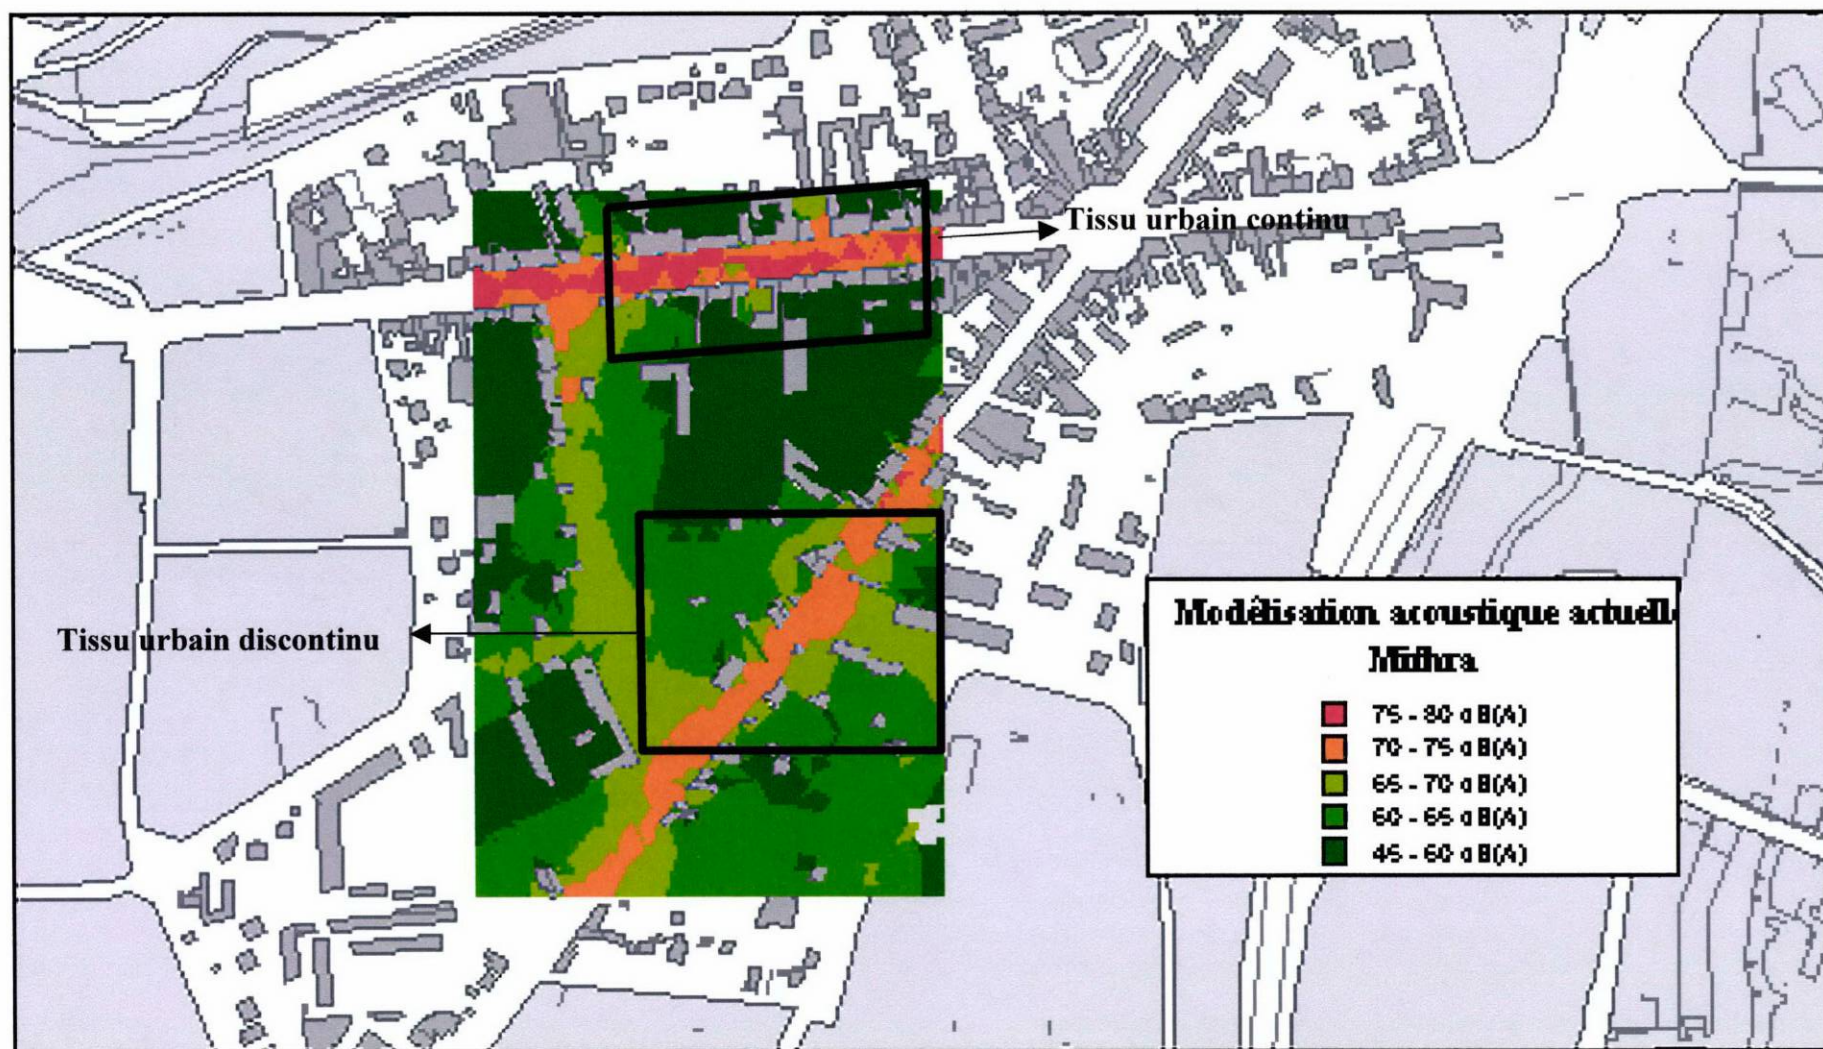 Tissu urbain continu
Tissu urbain discontinu
Modélisation acoustique actuelle
Mithra
75 - 80 dB(A)
70 - 75 dB(A)
65 - 70 dB(A)
60 - 65 dB(A)
45 - 60 dB(A)